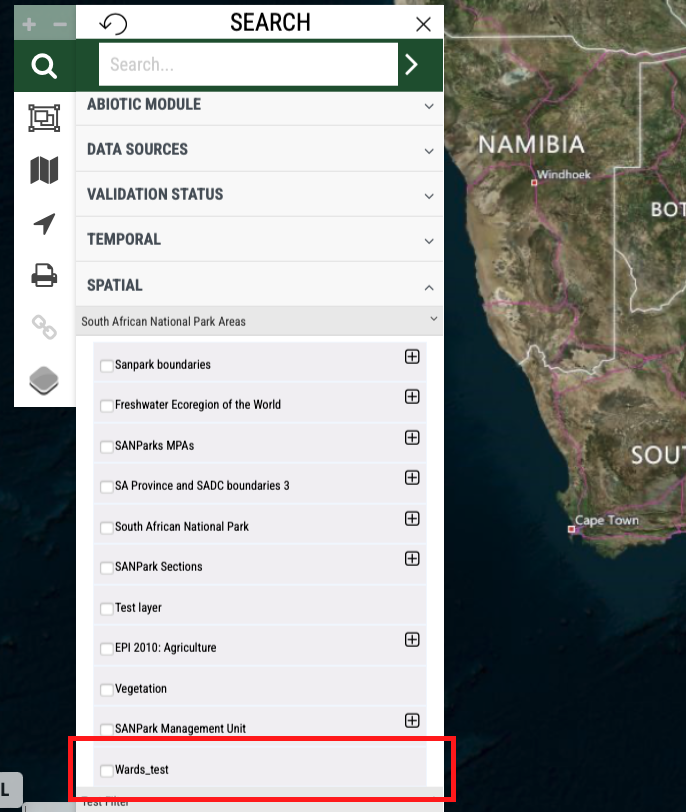 SEARCH
Search...
ABIOTIC MODULE
DATA SOURCES
VALIDATION STATUS
TEMPORAL
SPATIAL
South African National Park Areas
Sanpark boundaries
Freshwater Ecoregion of the World
SANParks MPAs
SA Province and SADC boundaries 3
South African National Park
SANPark Sections
Test layer
EPI 2010: Agriculture
Vegetation
SANPark Management Unit
Wards_test
Test Filter
NAMIBIA
Windhoek
BOT
SOUT
Cape Town
L